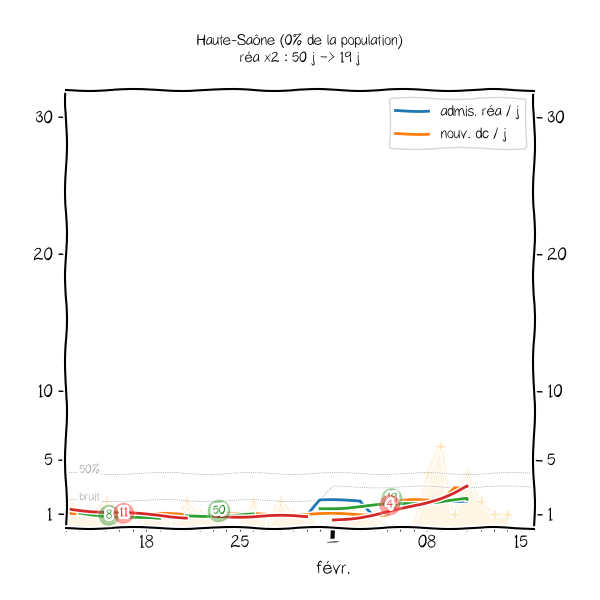 Haute-Saône (0% de la population)
réa x2 : 50 j -> 19 j
admis. réa / j
nouv. dc / j
30 30
20 20
10 10
5 5
50%
bruit
1 1
8 11 50 4
18 25 1 08 15
févr.